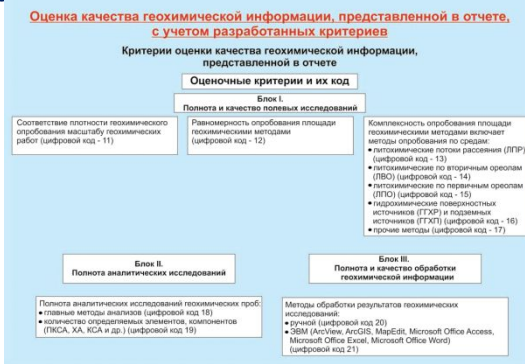 Оценка качества геохимической информации, представленной в отчете,
с учетом разработанных критериев
Критерии оценки качества геохимической информации,
представленной в отчете
Оценочные критерии и их код
Блок I.
Полнота и качество полевых исследований
Соответствие плотности геохимического
опробования масштабу геохимических
работ (цифровой код - 11)
Равномерность опробования площади
геохимическими методами
(цифровой код - 12)
Комплексность опробования площади
геохимическими методами включает
методы опробования по средам:
• литохимические потоки рассеяния (ЛПР)
(цифровой код - 13)
• литохимические по вторичным ореолам
(ЛВО) (цифровой код - 14)
• литохимические по первичным ореолам
(ЛПО) (цифровой код - 15)
• гидрохимические поверхностных
источников (ГГХР) и подземных
источников (ГГХП) (цифровой код - 16)
• прочие методы (цифровой код - 17)
Блок II.
Полнота аналитических исследований
Полнота аналитических исследований геохимических проб:
• главные методы анализов (цифровой код 18)
• количество определяемых элементов, компонентов
(ПКСА, ХА, КСА и др.) (цифровой код 19)
Блок III.
Полнота и качество обработки
геохимической информации
Методы обработки результатов геохимических
исследований:
• ручной (цифровой код 20)
• ЭВМ (ArcView, ArcGIS, MapEdit, Microsoft Office Access,
Microsoft Office Excel, Microsoft Office Word)
(цифровой код 21)